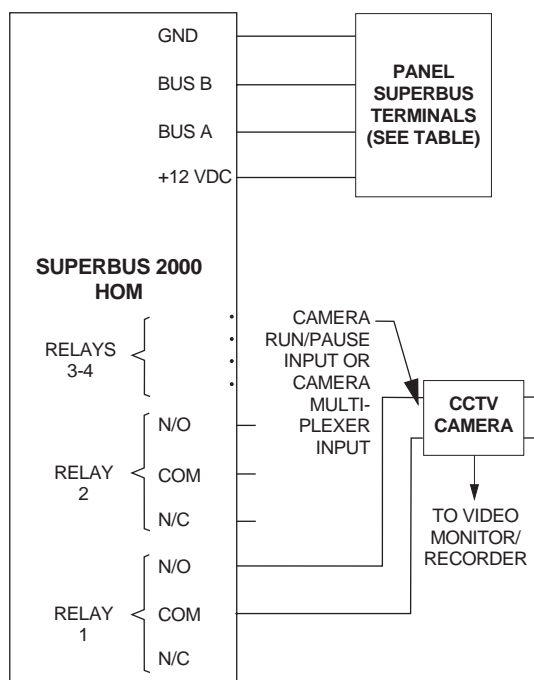 GND
BUS B
BUS A
+12 VDC
PANEL
SUPERBUS
TERMINALS
(SEE TABLE)
SUPERBUS 2000
HOM
RELAYS
3-4
CAMERA
RUN/PAUSE
INPUT OR
CAMERA
MULTI-
PLEXER
INPUT
CCTV
CAMERA
TO VIDEO
MONITOR/
RECORDER
RELAY
2
N/O
COM
N/C
RELAY
1
N/O
COM
N/C